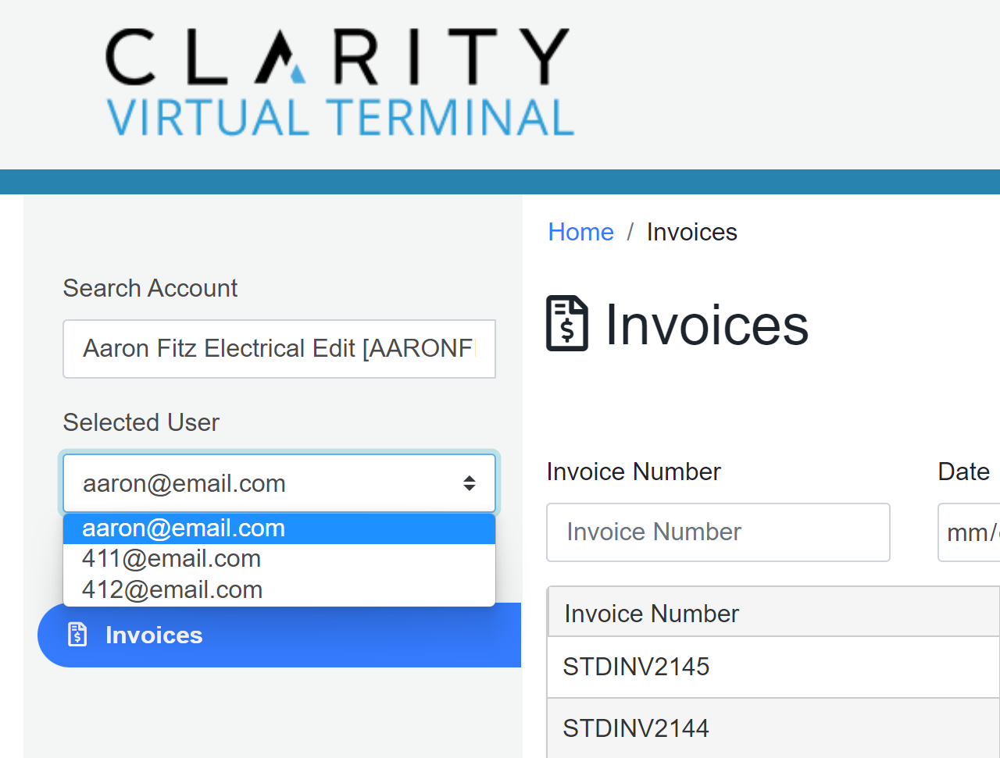 CLARITY
VIRTUAL TERMINAL
Home / Invoices
Search Account
Aaron Fitz Electrical Edit [AARONF
Selected User
aaron@email.com
aaron@email.com
411@email.com
412@email.com
Invoices
Invoices
Invoice Number
Date
Invoice Number
mm/
Invoice Number
STDINV2145
STDINV2144